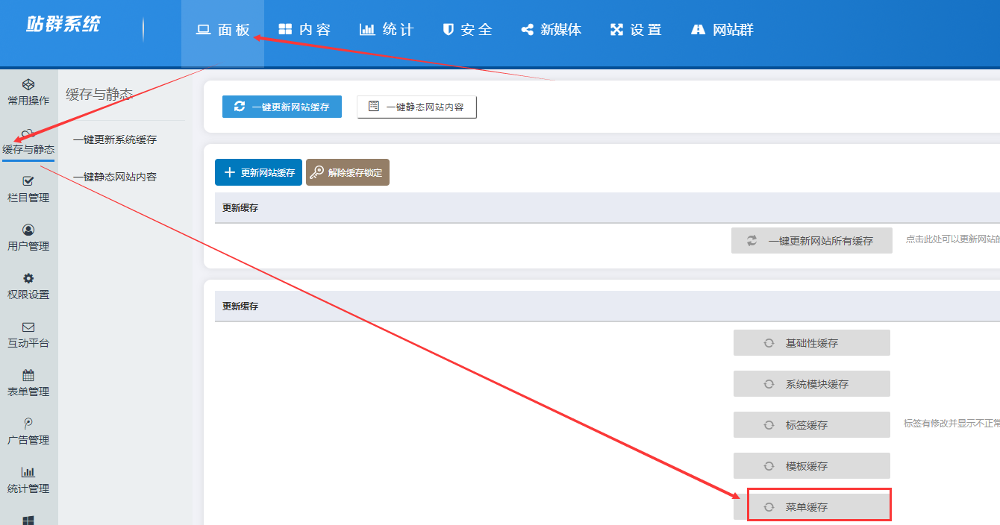 站群系统
面 板
内 容
统 计
安 全
新媒体
设 置
网站群
常用操作
缓存与静态
栏目管理
用户管理
权限设置
互动平台
表单管理
广告管理
统计管理
缓存与静态
一键更新系统缓存
一键静态网站内容
一键更新网站缓存
一键静态网站内容
更新网站缓存
解除缓存锁定
更新缓存
一键更新网站所有缓存
点击此处可以更新网站的
更新缓存
基础性缓存
系统模块缓存
标签缓存
标签有修改并显示不正常
模板缓存
菜单缓存